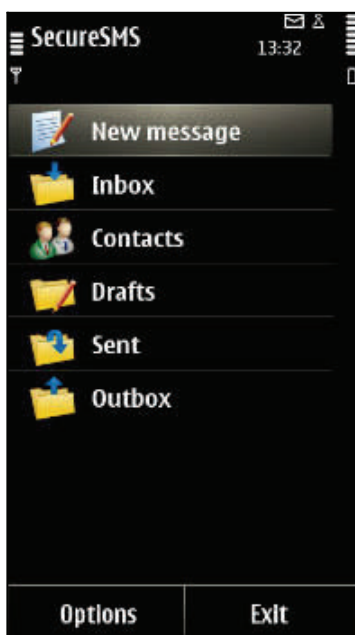 SecureSMS
13:32
New message
Inbox
Contacts
Drafts
Sent
Outbox
Options Exit